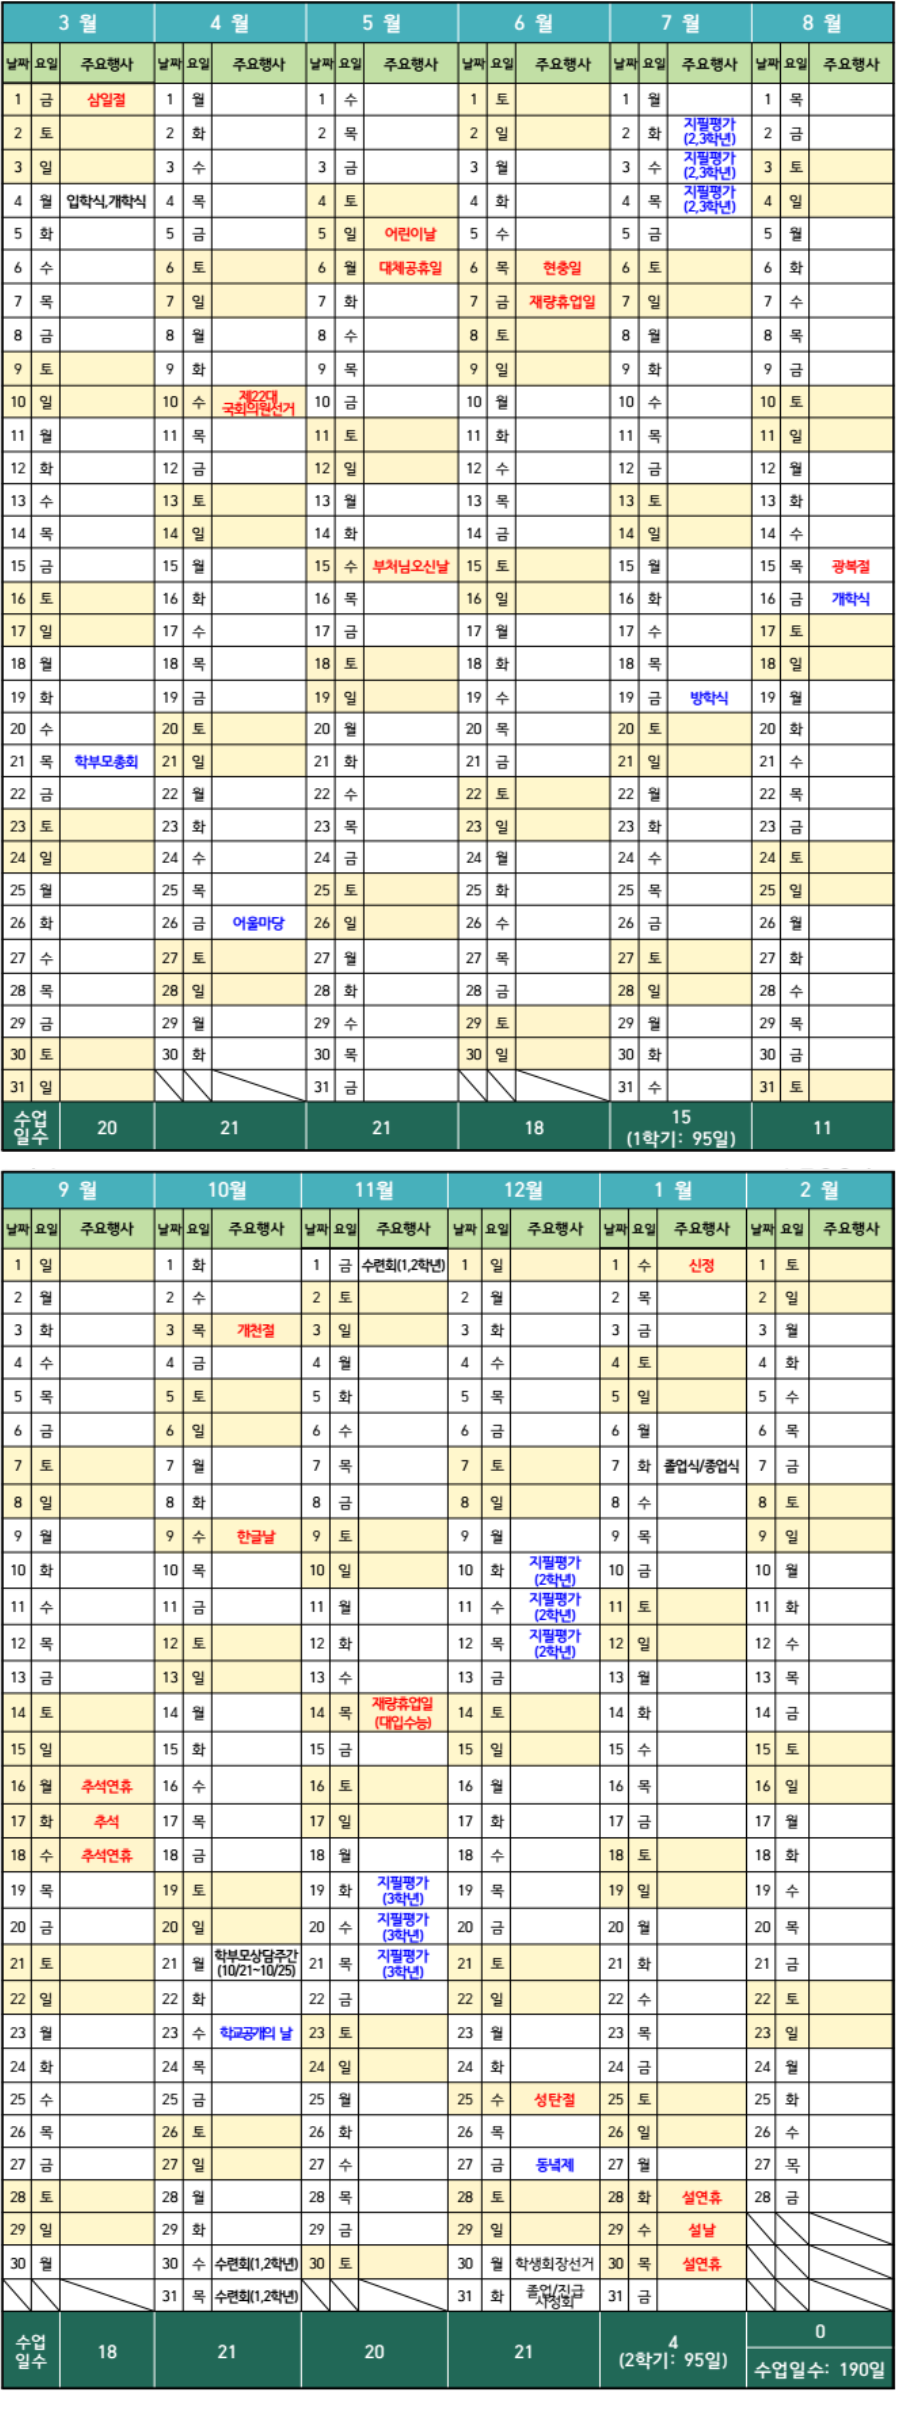 3 월 4 월 5 월 6 월 7 월 8 월
날짜 요일 주요행사 날짜 요일 주요행사 날짜 요일 주요행사 날짜 요일 주요행사 날짜 요일 주요행사 날짜 요일 주요행사
1 금 삼일절 1 월 1 수 1 토 1 월 1 목
2 토 2 화 2 목 2 일 2 화 지필평가 (2,3학년) 2 금
3 일 3 수 3 금 3 월 3 수 지필평가 (2,3학년) 3 토
4 월 입학식,개학식 4 목 4 토 4 화 4 목 지필평가 (2,3학년) 4 일
5 화 5 금 5 일 어린이날 5 수 5 금 5 월
6 수 6 토 6 월 대체공휴일 6 목 현충일 6 토 6 화
7 목 7 일 7 화 7 금 재량휴업일 7 일 7 수
8 금 8 월 8 수 8 토 8 월 8 목
9 토 9 화 9 목 9 일 9 화 9 금
10 일 10 수 제22대 국회의원선거 10 금 10 월 10 수 10 토
11 월 11 목 11 토 11 화 11 목 11 일
12 화 12 금 12 일 12 수 12 금 12 월
13 수 13 토 13 월 13 목 13 토 13 화
14 목 14 일 14 화 14 금 14 일 14 수
15 금 15 월 15 수 부처님오신날 15 토 15 월 15 목 광복절
16 토 16 화 16 목 16 일 16 화 16 금 개학식
17 일 17 수 17 금 17 월 17 수 17 토
18 월 18 목 18 토 18 화 18 목 18 일
19 화 19 금 19 일 19 수 19 금 방학식 19 월
20 수 20 토 20 월 20 목 20 토 20 화
21 목 학부모총회 21 일 21 화 21 금 21 일 21 수
22 금 22 월 22 수 22 토 22 월 22 목
23 토 23 화 23 목 23 일 23 화 23 금
24 일 24 수 24 금 24 월 24 수 24 토
25 월 25 목 25 토 25 화 25 목 25 일
26 화 26 금 어울마당 26 일 26 수 26 금 26 월
27 수 27 토 27 월 27 목 27 토 27 화
28 목 28 일 28 화 28 금 28 일 28 수
29 금 29 월 29 수 29 토 29 월 29 목
30 토 30 화 30 목 30 일 30 화 30 금
31 일 31 금 31 수 31 토
수업 일수 20 21 21 18 15 (1학기: 95일) 11
9 월 10월 11월 12월 1 월 2 월
날짜 요일 주요행사 날짜 요일 주요행사 날짜 요일 주요행사 날짜 요일 주요행사 날짜 요일 주요행사 날짜 요일 주요행사
1 일 1 화 1 금 수련회(1,2학년) 1 일 1 수 신정 1 토
2 월 2 수 2 토 2 월 2 목 2 일
3 화 3 목 개천절 3 일 3 화 3 금 3 월
4 수 4 금 4 월 4 수 4 토 4 화
5 목 5 토 5 화 5 목 5 일 5 수
6 금 6 일 6 수 6 금 6 월 6 목
7 토 7 월 7 목 7 토 7 화 졸업식/종업식 7 금
8 일 8 화 8 금 8 일 8 수 8 토
9 월 9 수 한글날 9 토 9 월 9 목 9 일
10 화 10 목 10 일 10 화 지필평가 (2학년) 10 금 10 월
11 수 11 금 11 월 11 수 지필평가 (2학년) 11 토 11 화
12 목 12 토 12 화 12 목 지필평가 (2학년) 12 일 12 수
13 금 13 일 13 수 13 금 13 월 13 목
14 토 14 월 14 목 재량휴업일 (대입수능) 14 토 14 화 14 금
15 일 15 화 15 금 15 일 15 수 15 토
16 월 추석연휴 16 수 16 토 16 월 16 목 16 일
17 화 추석 17 목 17 일 17 화 17 금 17 월
18 수 추석연휴 18 금 18 월 18 수 18 토 18 화
19 목 19 토 19 화 지필평가 (3학년) 19 목 19 일 19 수
20 금 20 일 20 수 지필평가 (3학년) 20 금 20 월 20 목
21 토 21 월 학부모상담주간 (10/21~10/25) 21 목 지필평가 (3학년) 21 토 21 화 21 금
22 일 22 화 22 금 22 일 22 수 22 토
23 월 23 수 학교공개의 날 23 토 23 월 23 목 23 일
24 화 24 목 24 일 24 화 24 금 24 월
25 수 25 금 25 월 25 수 성탄절 25 토 25 화
26 목 26 토 26 화 26 목 26 일 26 수
27 금 27 일 27 수 27 금 동녘제 27 월 27 목
28 토 28 월 28 목 28 토 28 화 설연휴 28 금
29 일 29 화 29 금 29 일 29 수 설날
30 월 30 수 수련회(1,2학년) 30 토 30 월 학생회장선거 30 목 설연휴
31 목 수련회(1,2학년) 31 화 졸업/진급 사정회 31 금
수업 일수 18 21 20 21 4 (2학기: 95일) 0
수업일수: 190일